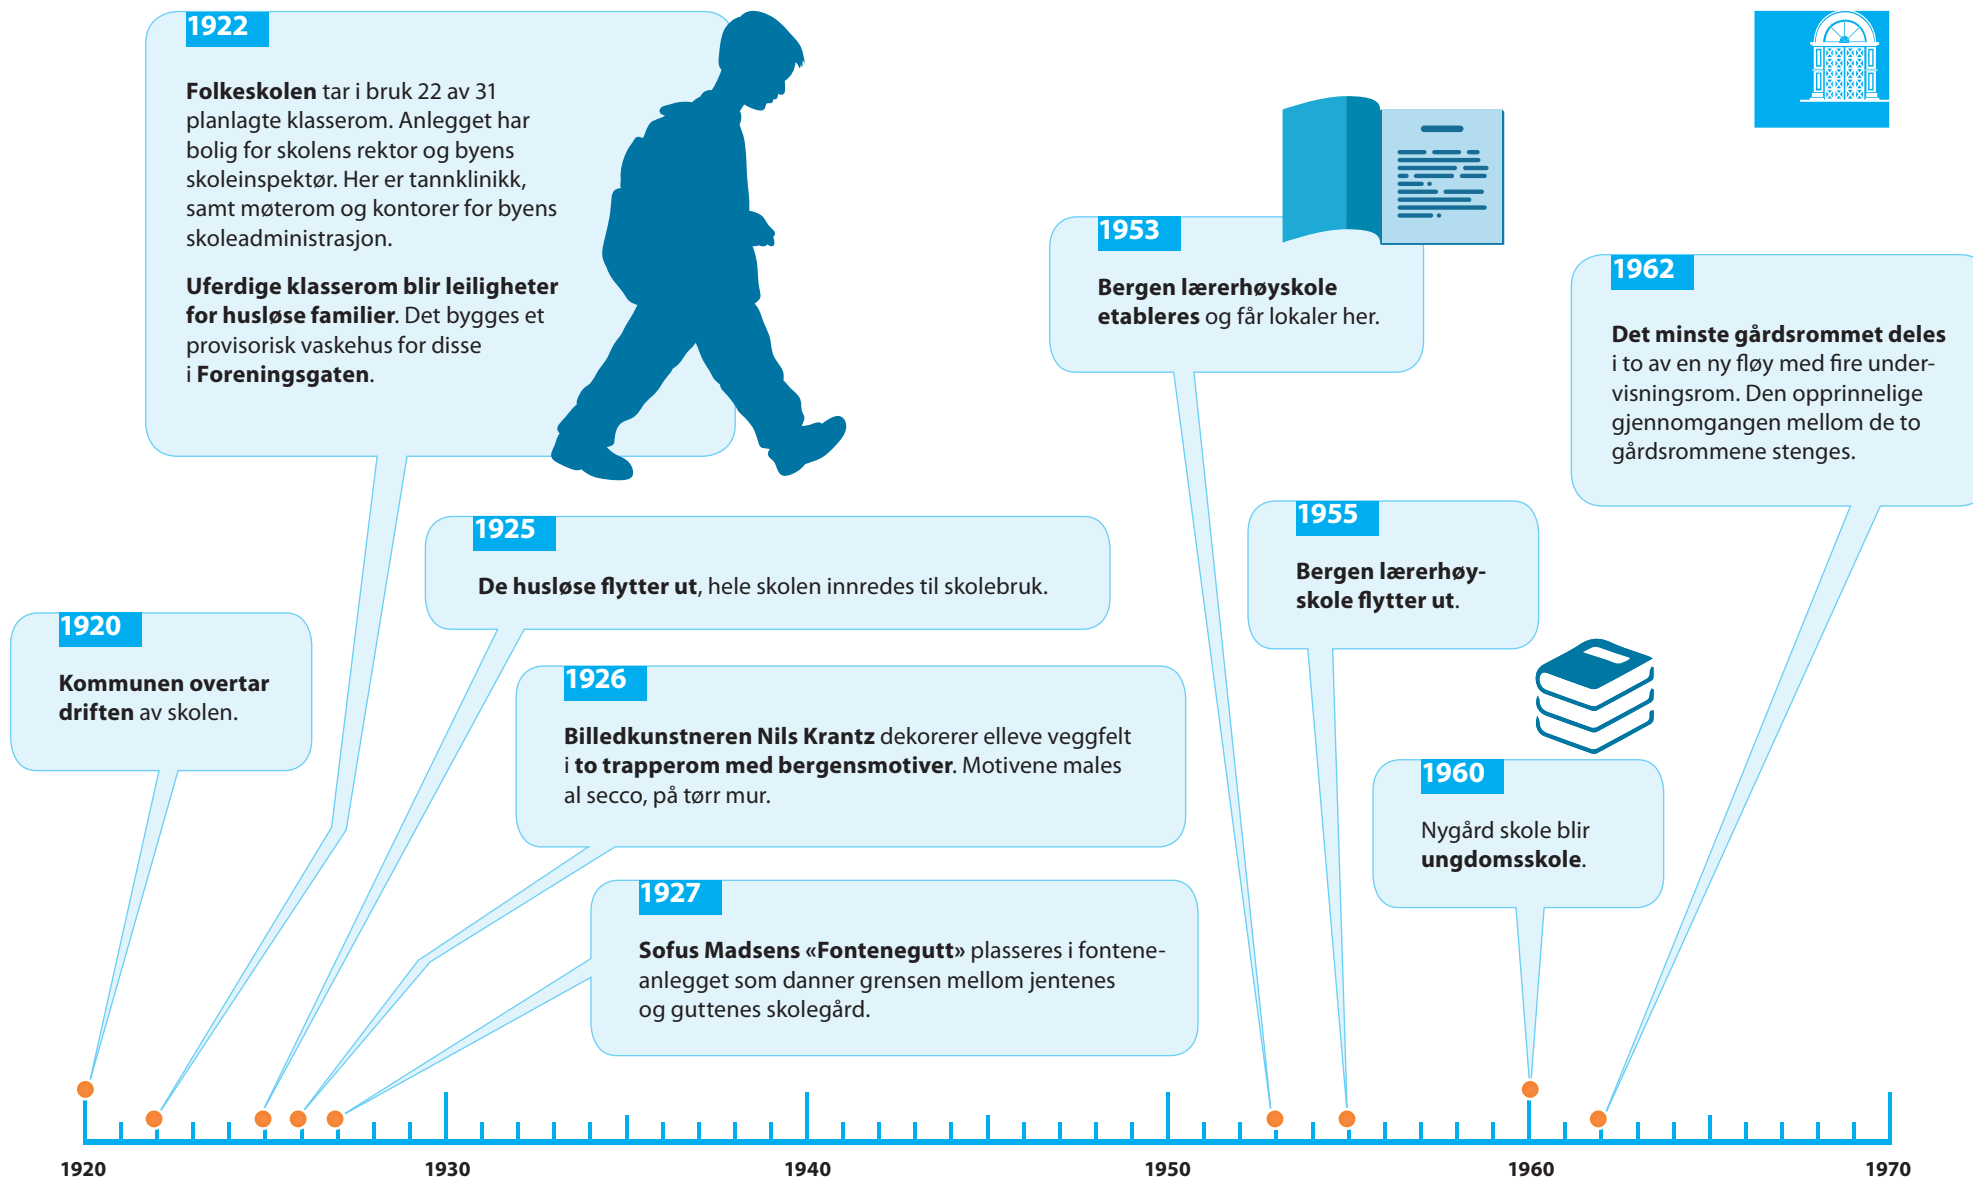 1922
Folkeskolen tar i bruk 22 av 31
planlagte klasserom. Anlegget har
bolig for skolens rektor og byens
skoleinspektør. Her er tannklinikk,
samt møterom og kontorer for byens
skoleadministrasjon.
Uferdige klasserom blir leiligheter
for husløse familier. Det bygges et
provisorisk vaskehus for disse
i Foreningsgaten.
1953
Bergen lærerhøyskole
etableres og får lokaler her.
1962
Det minste gårdsrommet deles
i to av en ny fløy med fire under-
visningsrom. Den opprinnelige
gjennomgangen mellom de to
gårdsrommene stenges.
1925
De husløse flytter ut, hele skolen innredes til skolebruk.
1955
Bergen lærerhøy-
skole flytter ut.
1920
Kommunen overtar
driften av skolen.
1926
Billedkunstneren Nils Krantz dekorerer elleve veggfelt
i to trapperom med bergensmotiver. Motivene males
al secco, på tørr mur.
1960
Nygård skole blir
ungdomsskole.
1927
Sofus Madsens «Fontenegutt» plasseres i fontene-
anlegget som danner grensen mellom jentenes
og guttenes skolegård.
1920
1930
1940
1950
1960
1970